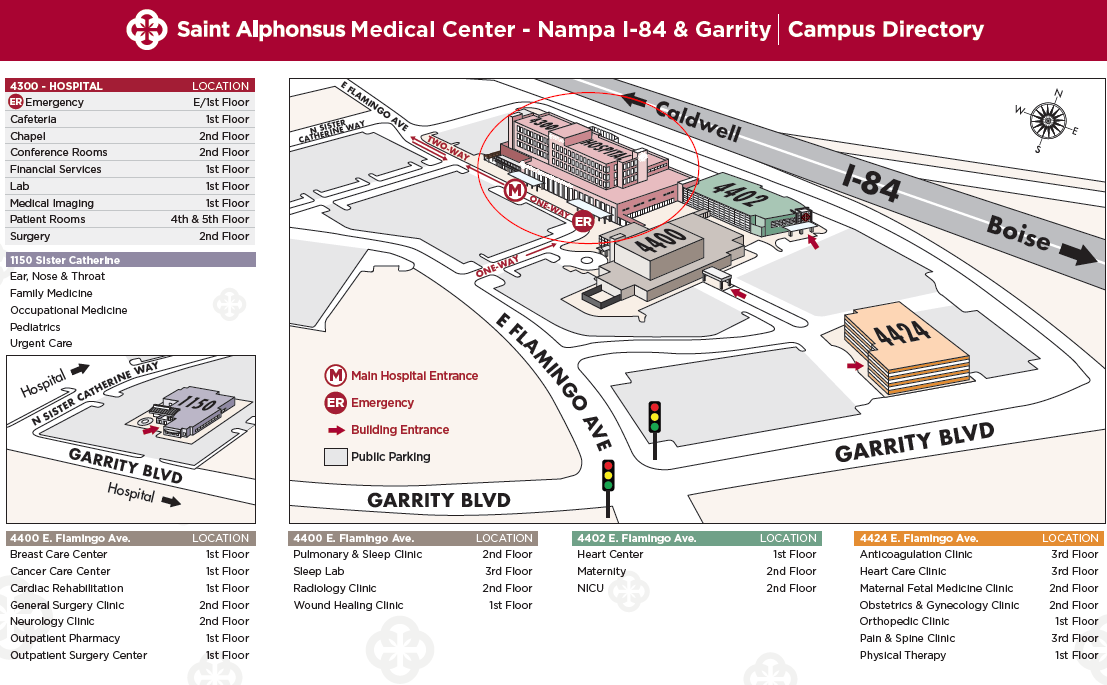 Saint Alphonsus Medical Center - Nampa I-84 & Garrity | Campus Directory
4300 - HOSPITAL LOCATION
ER Emergency E/1st Floor
Cafeteria 1st Floor
Chapel 2nd Floor
Conference Rooms 2nd Floor
Financial Services 1st Floor
Lab 1st Floor
Medical Imaging 1st Floor
Patient Rooms 4th & 5th Floor
Surgery 2nd Floor
1150 Sister Catherine
Ear, Nose & Throat
Family Medicine
Occupational Medicine
Pediatrics
Urgent Care
Hospital
N SISTER CATHERINE WAY
1150
GARRITY BLVD
Hospital
E FLAMINGO AVE
N SISTER
CATHERINE WAY
TWO-WAY
4300 HOSPITAL
Caldwell
I-84
Boise
N
W
E
S
M
ONE-WAY
ER
4402
4400
ONE-WAY
4424
E FLAMINGO AVE
M Main Hospital Entrance
ER Emergency
Building Entrance
Public Parking
GARRITY BLVD
GARRITY BLVD
4400 E. Flamingo Ave. LOCATION
Breast Care Center 1st Floor
Cancer Care Center 1st Floor
Cardiac Rehabilitation 1st Floor
General Surgery Clinic 2nd Floor
Neurology Clinic 2nd Floor
Outpatient Pharmacy 1st Floor
Outpatient Surgery Center 1st Floor
4400 E. Flamingo Ave. LOCATION
Pulmonary & Sleep Clinic 2nd Floor
Sleep Lab 3rd Floor
Radiology Clinic 2nd Floor
Wound Healing Clinic 1st Floor
4402 E. Flamingo Ave. LOCATION
Heart Center 1st Floor
Maternity 2nd Floor
NICU 2nd Floor
4424 E. Flamingo Ave. LOCATION
Anticoagulation Clinic 3rd Floor
Heart Care Clinic 3rd Floor
Maternal Fetal Medicine Clinic 2nd Floor
Obstetrics & Gynecology Clinic 2nd Floor
Orthopedic Clinic 1st Floor
Pain & Spine Clinic 3rd Floor
Physical Therapy 1st Floor